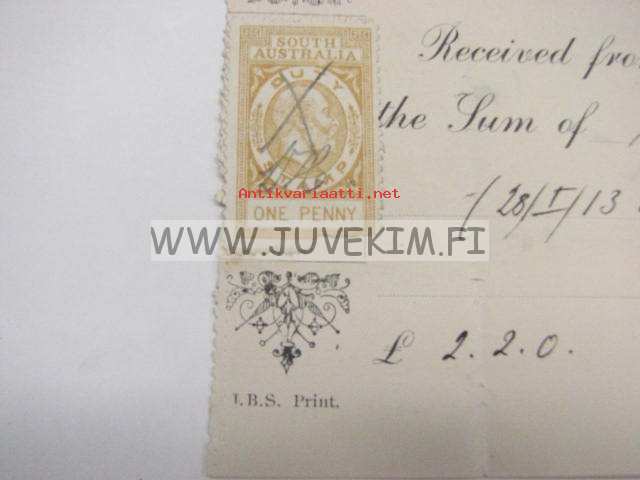 SOUTH
AUSTRALIA
DUTY
STAMP
ONE PENNY
Received fro
the Sum of
Antikvariaatti.net
28/I/13
WWW.JUVEKIM.FI
£ 2.2.0.
.B.S. Print.